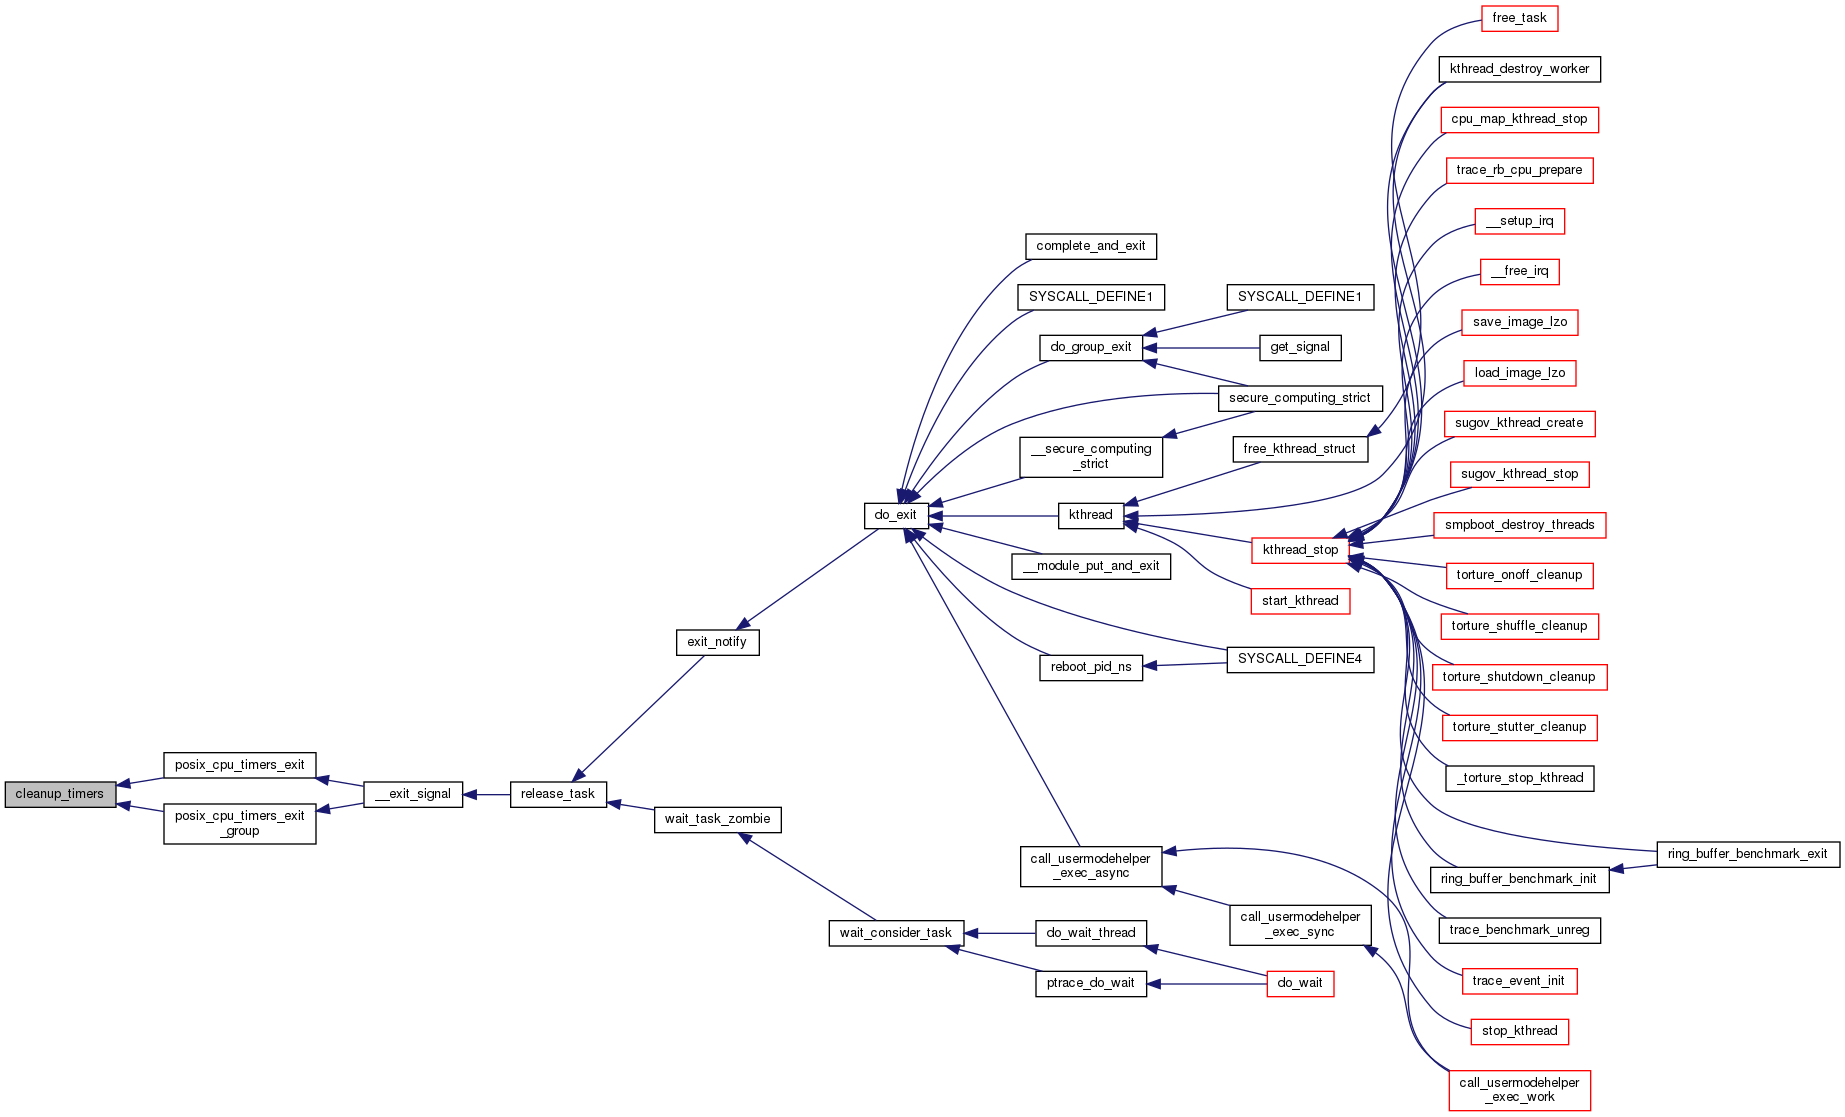 free_task
kthread_destroy_worker
cpu_map_kthread_stop
trace_rb_cpu_prepare
__setup_irq
complete_and_exit
__free_irq
SYSCALL_DEFINE1
SYSCALL_DEFINE1
save_image_lzo
do_group_exit
get_signal
load_image_lzo
secure_computing_strict
sugov_kthread_create
__secure_computing
_strict
free_kthread_struct
sugov_kthread_stop
do_exit
kthread
smpboot_destroy_threads
kthread_stop
__module_put_and_exit
torture_onoff_cleanup
start_kthread
torture_shuffle_cleanup
exit_notify
reboot_pid_ns
SYSCALL_DEFINE4
torture_shutdown_cleanup
torture_stutter_cleanup
posix_cpu_timers_exit
_torture_stop_kthread
cleanup_timers
__exit_signal
release_task
posix_cpu_timers_exit
_group
wait_task_zombie
call_usermodehelper
_exec_async
ring_buffer_benchmark_exit
ring_buffer_benchmark_init
call_usermodehelper
_exec_sync
wait_consider_task
do_wait_thread
trace_benchmark_unreg
ptrace_do_wait
do_wait
trace_event_init
stop_kthread
call_usermodehelper
_exec_work